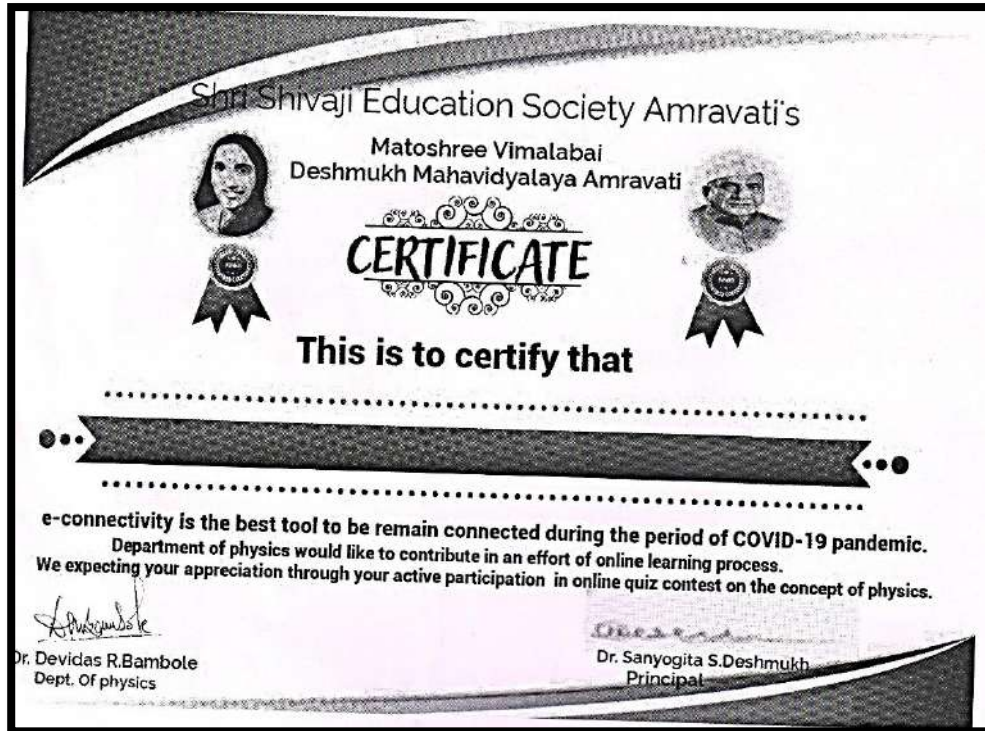 Shri Shivaji Education Society Amravati's
Matoshree Vimalabai
Deshmukh Mahavidyalaya Amravati
CERTIFICATE
This is to certify that
e-connectivity is the best tool to be remain connected during the period of COVID-19 pandemic.
Department of physics would like to contribute in an effort of online learning process.
We expecting your appreciation through your active participation in online quiz contest on the concept of physics.
Dr. Devidas R.Bambole
Dept. Of physics
Dr. Sanyogita S.Deshmukh
Principal